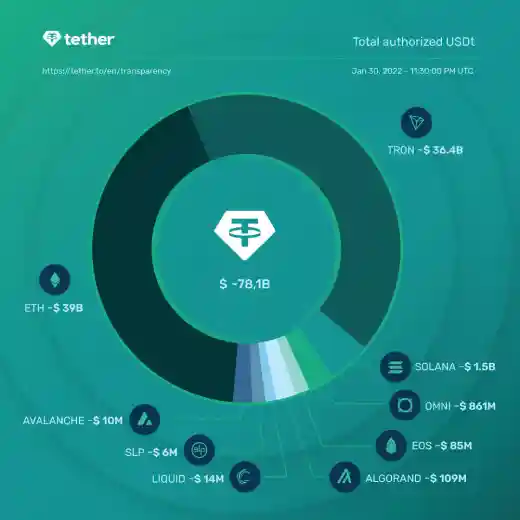 tether
Total authorized USDt
https://tether.to/en/transparency
Jan 30, 2022 - 11:30:00 PM UTC
TRON ~$ 36.4B
$ ~78,1B
ETH ~$ 39B
SOLANA ~$ 1.5B
OMNI ~$ 861M
AVALANCHE ~$ 10M
EOS ~$ 85M
SLP ~$ 6M
slp
LIQUID ~$ 14M
ALGORAND ~$ 109M